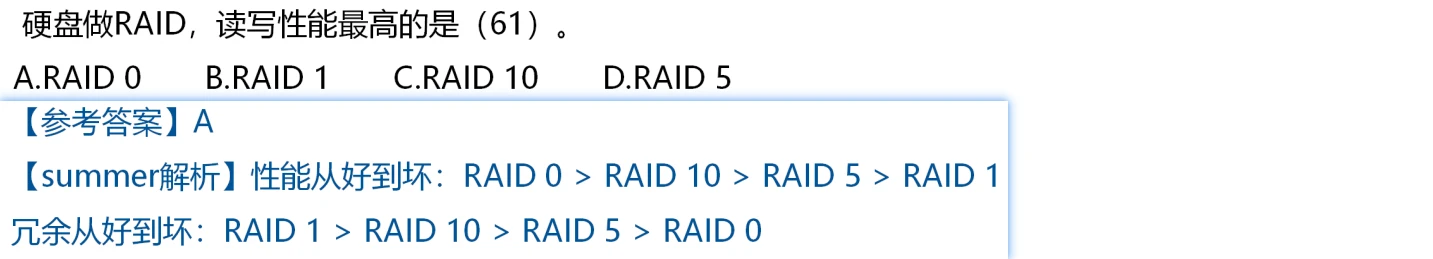 硬盘做RAID，读写性能最高的是（61）。
A.RAID 0 B.RAID 1 C.RAID 10 D.RAID 5
【参考答案】A
【summer解析】性能从好到坏：RAID 0 > RAID 10 > RAID 5 > RAID 1
冗余从好到坏：RAID 1 > RAID 10 > RAID 5 > RAID 0